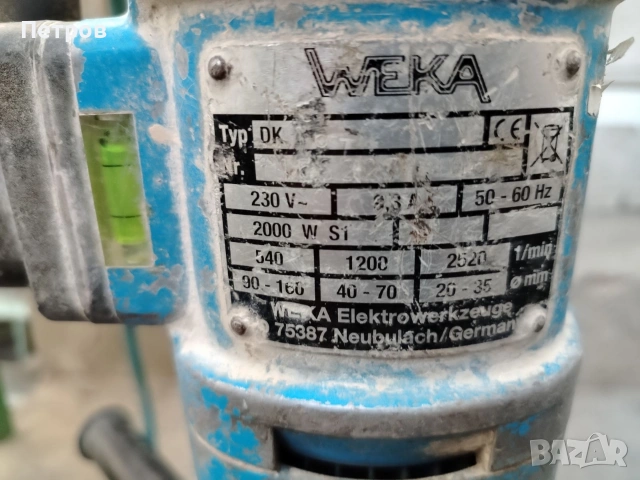 Петров
WEKA
Typ DK CE
Nr.
230 V~ 50 - 60 Hz
2000 W S1
540 1200 2520 1/min
90 - 160 40 - 70 20 - 35 ø mm
WEKA Elektrowerkzeuge
75387 Neubulach/German
BAZAR